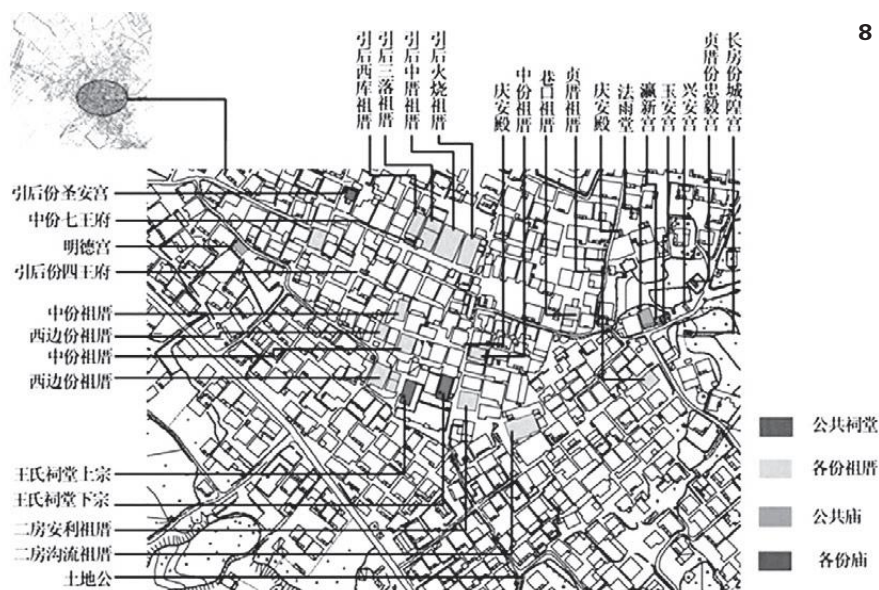 8
引后西库祖厝
引后三落祖厝
引后中厝祖厝
引后火烧祖厝
庆安殿
中份祖厝
巷口祖厝
贞厝祖厝
庆安殿
法雨堂
瀛新宫
玉安宫
兴安宫
贞厝份忠毅宫
长房份城隍宫
引后份圣安宫
中份七王府
明德宫
引后份四王府
中份祖厝
西边份祖厝
中份祖厝
西边份祖厝
王氏祠堂上宗
王氏祠堂下宗
二房安利祖厝
二房沟流祖厝
土地公
公共祠堂
各份祖厝
公共庙
各份庙